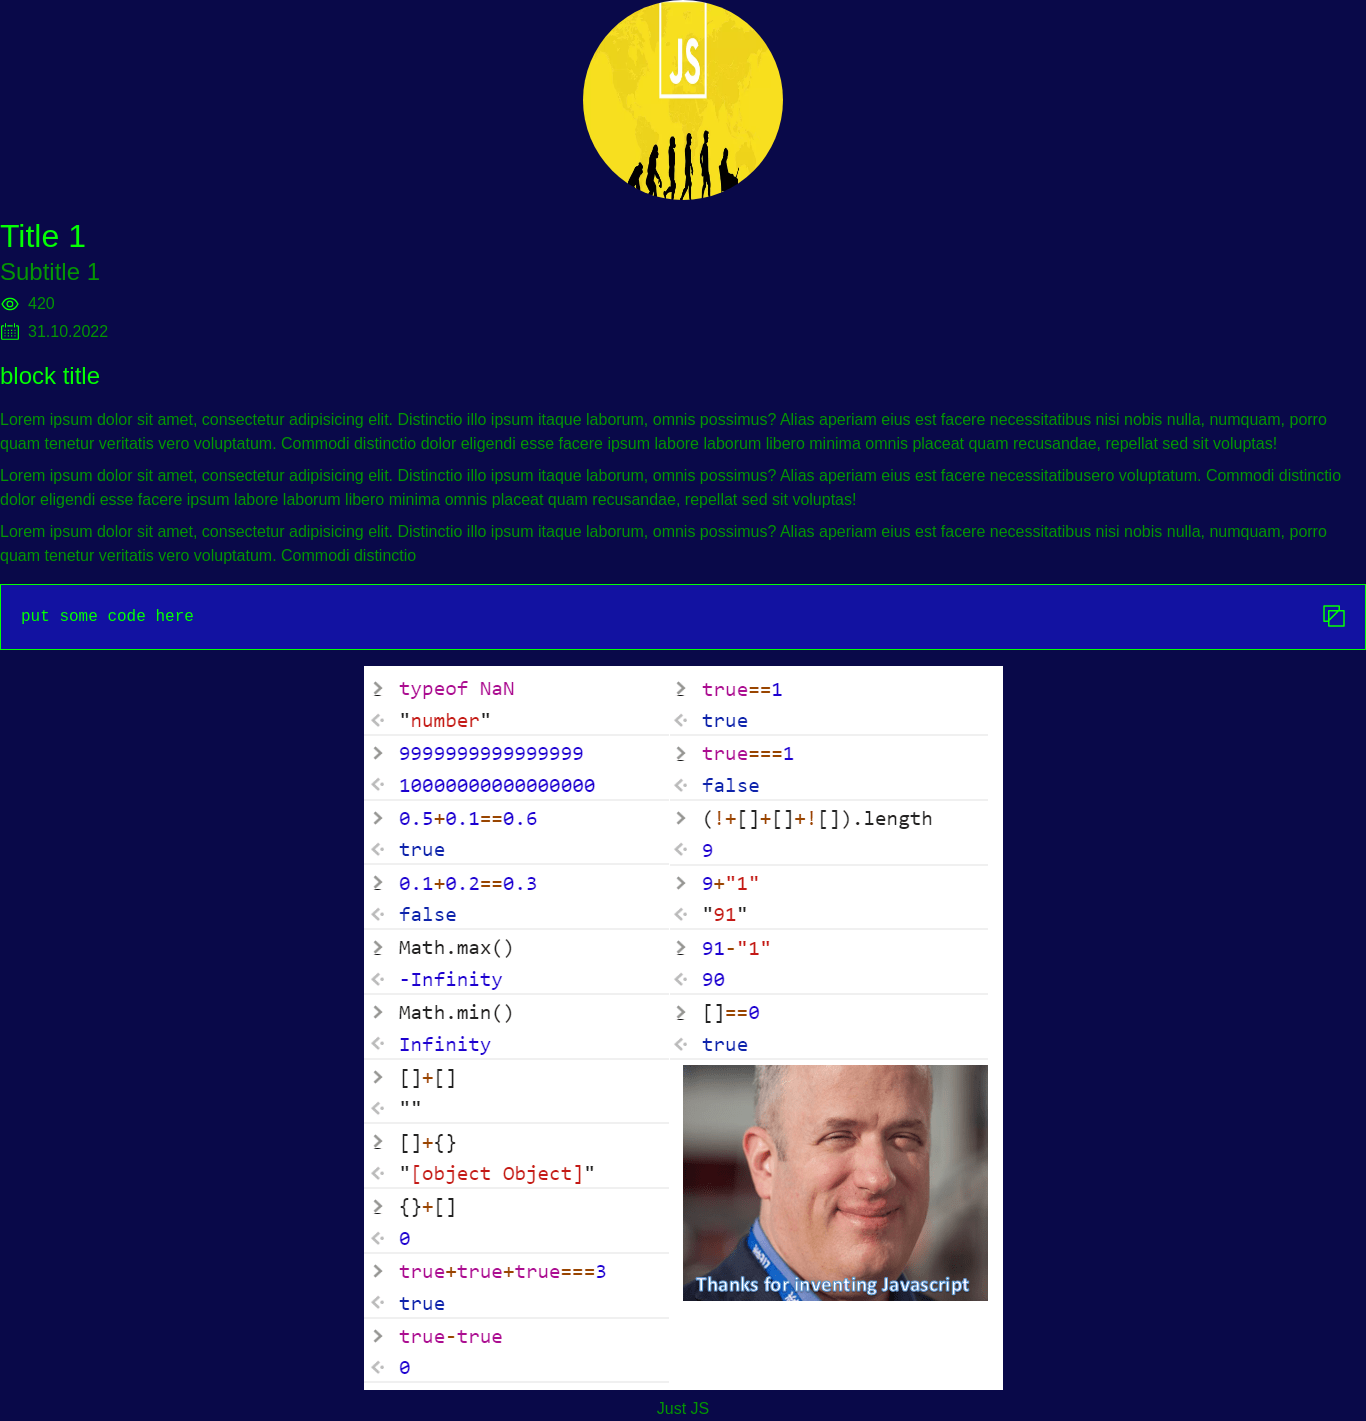 JS
Title 1
Subtitle 1
420
31.10.2022
block title
Lorem ipsum dolor sit amet, consectetur adipisicing elit. Distinctio illo ipsum itaque laborum, omnis possimus? Alias aperiam eius est facere necessitatibus nisi nobis nulla, numquam, porro
quam tenetur veritatis vero voluptatum. Commodi distinctio dolor eligendi esse facere ipsum labore laborum libero minima omnis placeat quam recusandae, repellat sed sit voluptas!
Lorem ipsum dolor sit amet, consectetur adipisicing elit. Distinctio illo ipsum itaque laborum, omnis possimus? Alias aperiam eius est facere necessitatibusero voluptatum. Commodi distinctio
dolor eligendi esse facere ipsum labore laborum libero minima omnis placeat quam recusandae, repellat sed sit voluptas!
Lorem ipsum dolor sit amet, consectetur adipisicing elit. Distinctio illo ipsum itaque laborum, omnis possimus? Alias aperiam eius est facere necessitatibus nisi nobis nulla, numquam, porro
quam tenetur veritatis vero voluptatum. Commodi distinctio
put some code here
typeof NaN
"number"
9999999999999999
10000000000000000
0.5+0.1==0.6
true
0.1+0.2==0.3
false
Math.max()
-Infinity
Math.min()
Infinity
[]+[]
""
[]+{}
"[object Object]"
{}+[]
0
true+true+true===3
true
true-true
0
true==1
true
true===1
false
(!+[]+[]+![]).length
9
9+"1"
"91"
91-"1"
90
[]==0
true
Thanks for inventing Javascript
Just JS